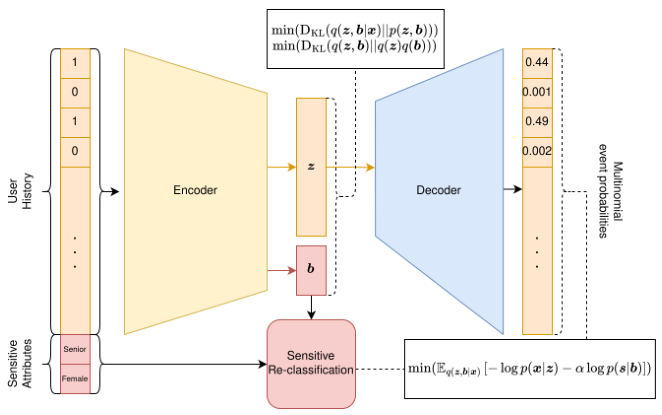 min(D_KL(q(z, b|x)||p(z, b)))
min(D_KL(q(z, b)||q(z)q(b)))
User
History
1
0
1
0
.
.
.
Encoder
z
b
Decoder
0.44
0.001
0.49
0.002
.
.
.
Multinomial
event probabilities
Sensitive
Attributes
Senior
Female
Sensitive
Re-classification
min(𝔼_q(z,b|x) [− log p(x|z) − α log p(s|b)])